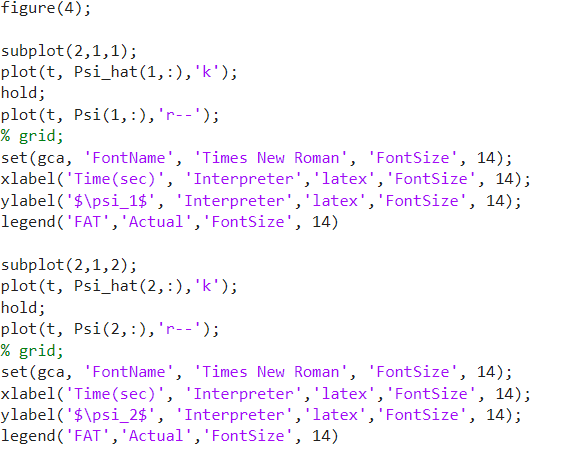 figure(4);
subplot(2,1,1);
plot(t, Psi_hat(1,:),'k');
hold;
plot(t, Psi(1,:),'r--');
% grid;
set(gca, 'FontName', 'Times New Roman', 'FontSize', 14);
xlabel('Time(sec)', 'Interpreter','latex','FontSize', 14);
ylabel('$\psi_1$', 'Interpreter','latex','FontSize', 14);
legend('FAT','Actual','FontSize', 14)
subplot(2,1,2);
plot(t, Psi_hat(2,:),'k');
hold;
plot(t, Psi(2,:),'r--');
% grid;
set(gca, 'FontName', 'Times New Roman', 'FontSize', 14);
xlabel('Time(sec)', 'Interpreter','latex','FontSize', 14);
ylabel('$\psi_2$', 'Interpreter','latex','FontSize', 14);
legend('FAT','Actual','FontSize', 14)